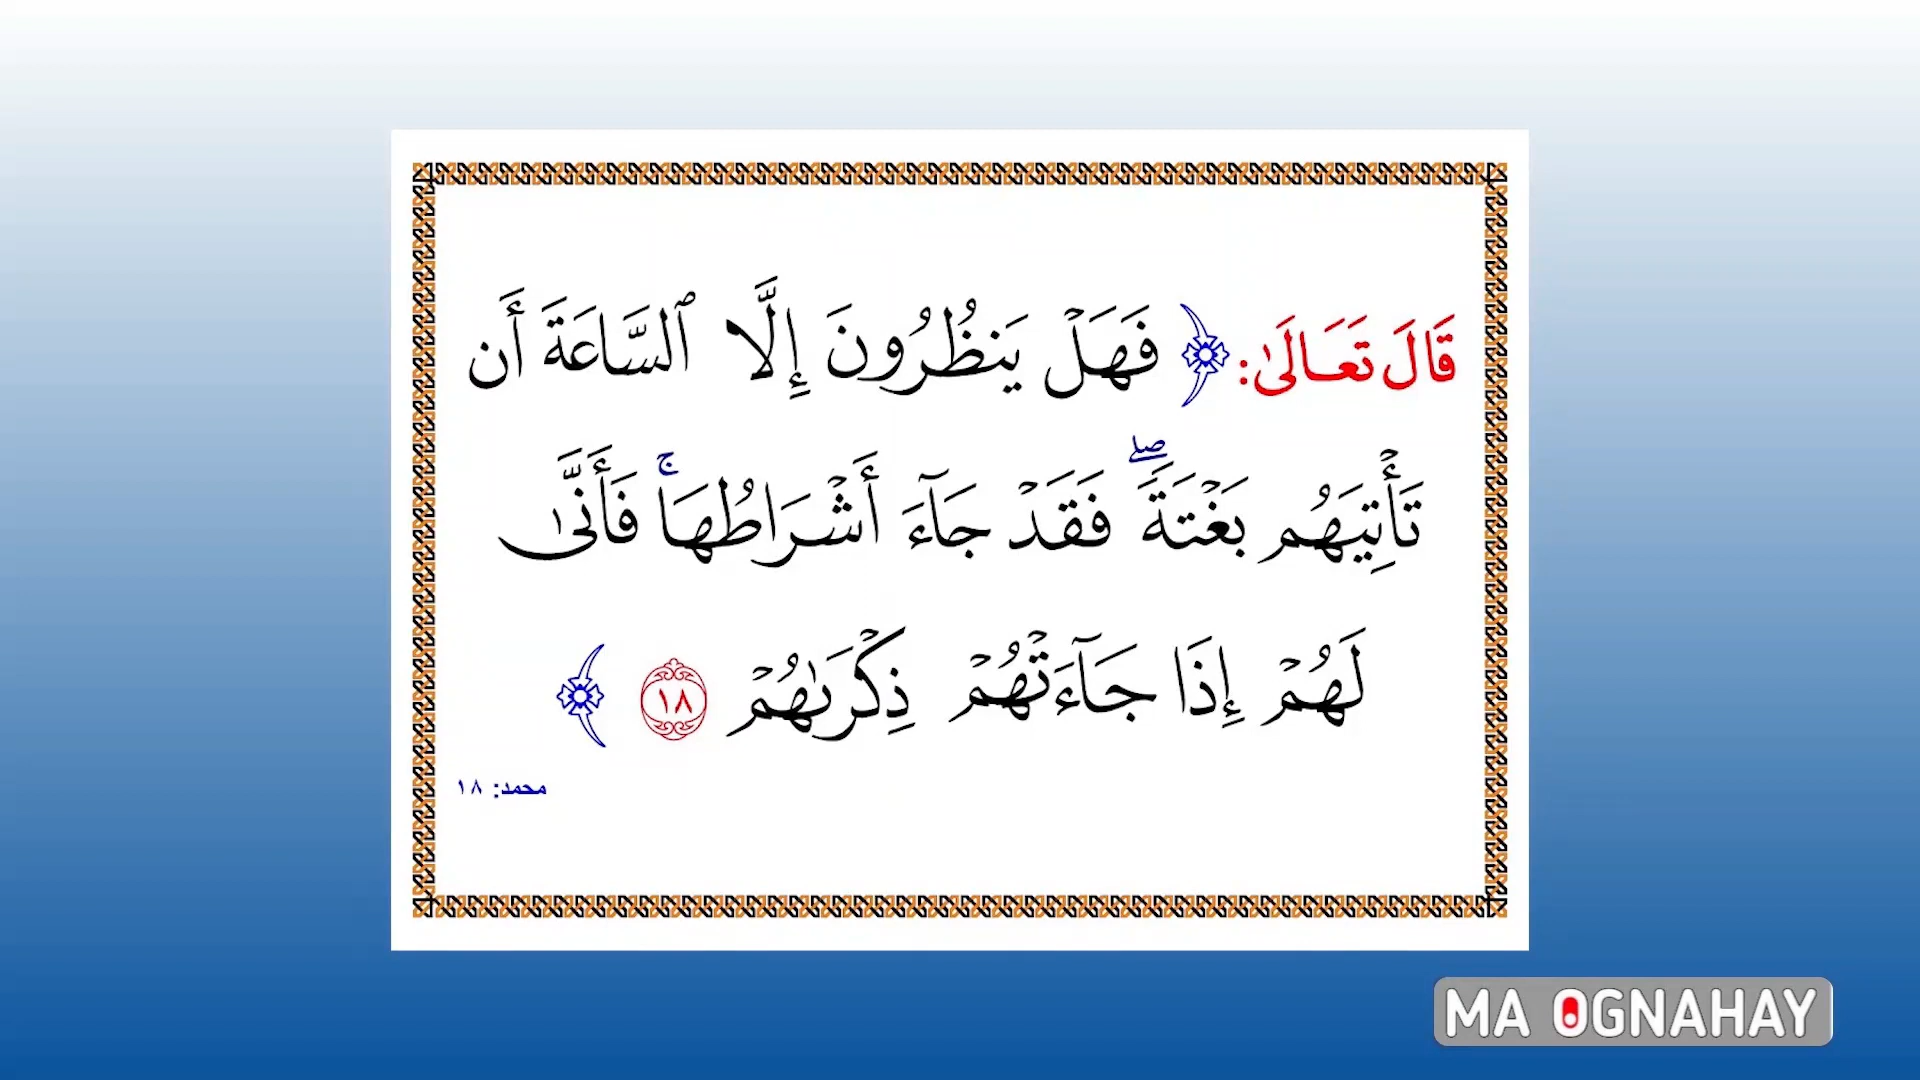 قَالَ تَعَالَىٰ: ﴿ فَهَلۡ يَنظُرُونَ إِلَّا ٱلسَّاعَةَ أَن
تَأۡتِيَهُم بَغۡتَةٗۖ فَقَدۡ جَآءَ أَشۡرَاطُهَاۚ فَأَنَّىٰ
لَهُمۡ إِذَا جَآءَتۡهُمۡ ذِكۡرَىٰهُمۡ ١٨ ﴾
محمد: ١٨
MA OGNAHAY